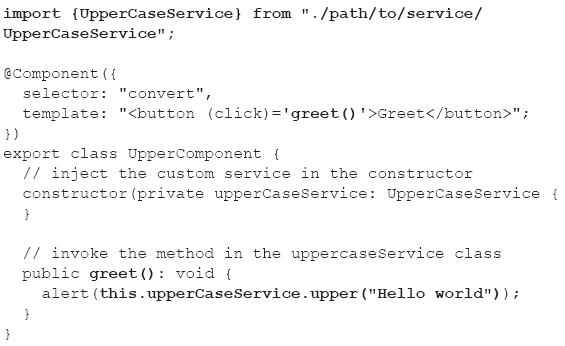 import {UpperCaseService} from "./path/to/service/
UpperCaseService";
@Component({
selector: "convert",
template: "<button (click)='greet()'>Greet</button>";
})
export class UpperComponent {
// inject the custom service in the constructor
constructor(private upperCaseService: UpperCaseService {
}
// invoke the method in the uppercaseService class
public greet(): void {
alert(this.upperCaseService.upper("Hello world"));
}
}